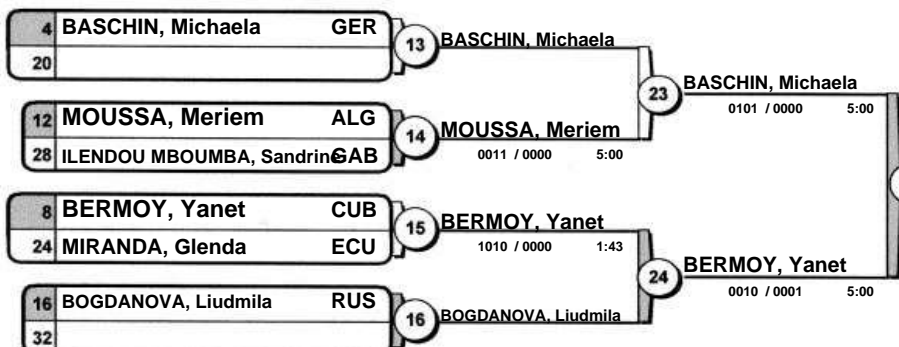 4 BASCHIN, Michaela GER
20
13 BASCHIN, Michaela
12 MOUSSA, Meriem ALG
28 ILENDOU MBOUMBA, Sandrine GAB
14 MOUSSA, Meriem
0011 / 0000 5:00
23 BASCHIN, Michaela
0101 / 0000 5:00
8 BERMOY, Yanet CUB
24 MIRANDA, Glenda ECU
15 BERMOY, Yanet
1010 / 0000 1:43
16 BOGDANOVA, Liudmila RUS
32
16 BOGDANOVA, Liudmila
24 BERMOY, Yanet
0010 / 0001 5:00